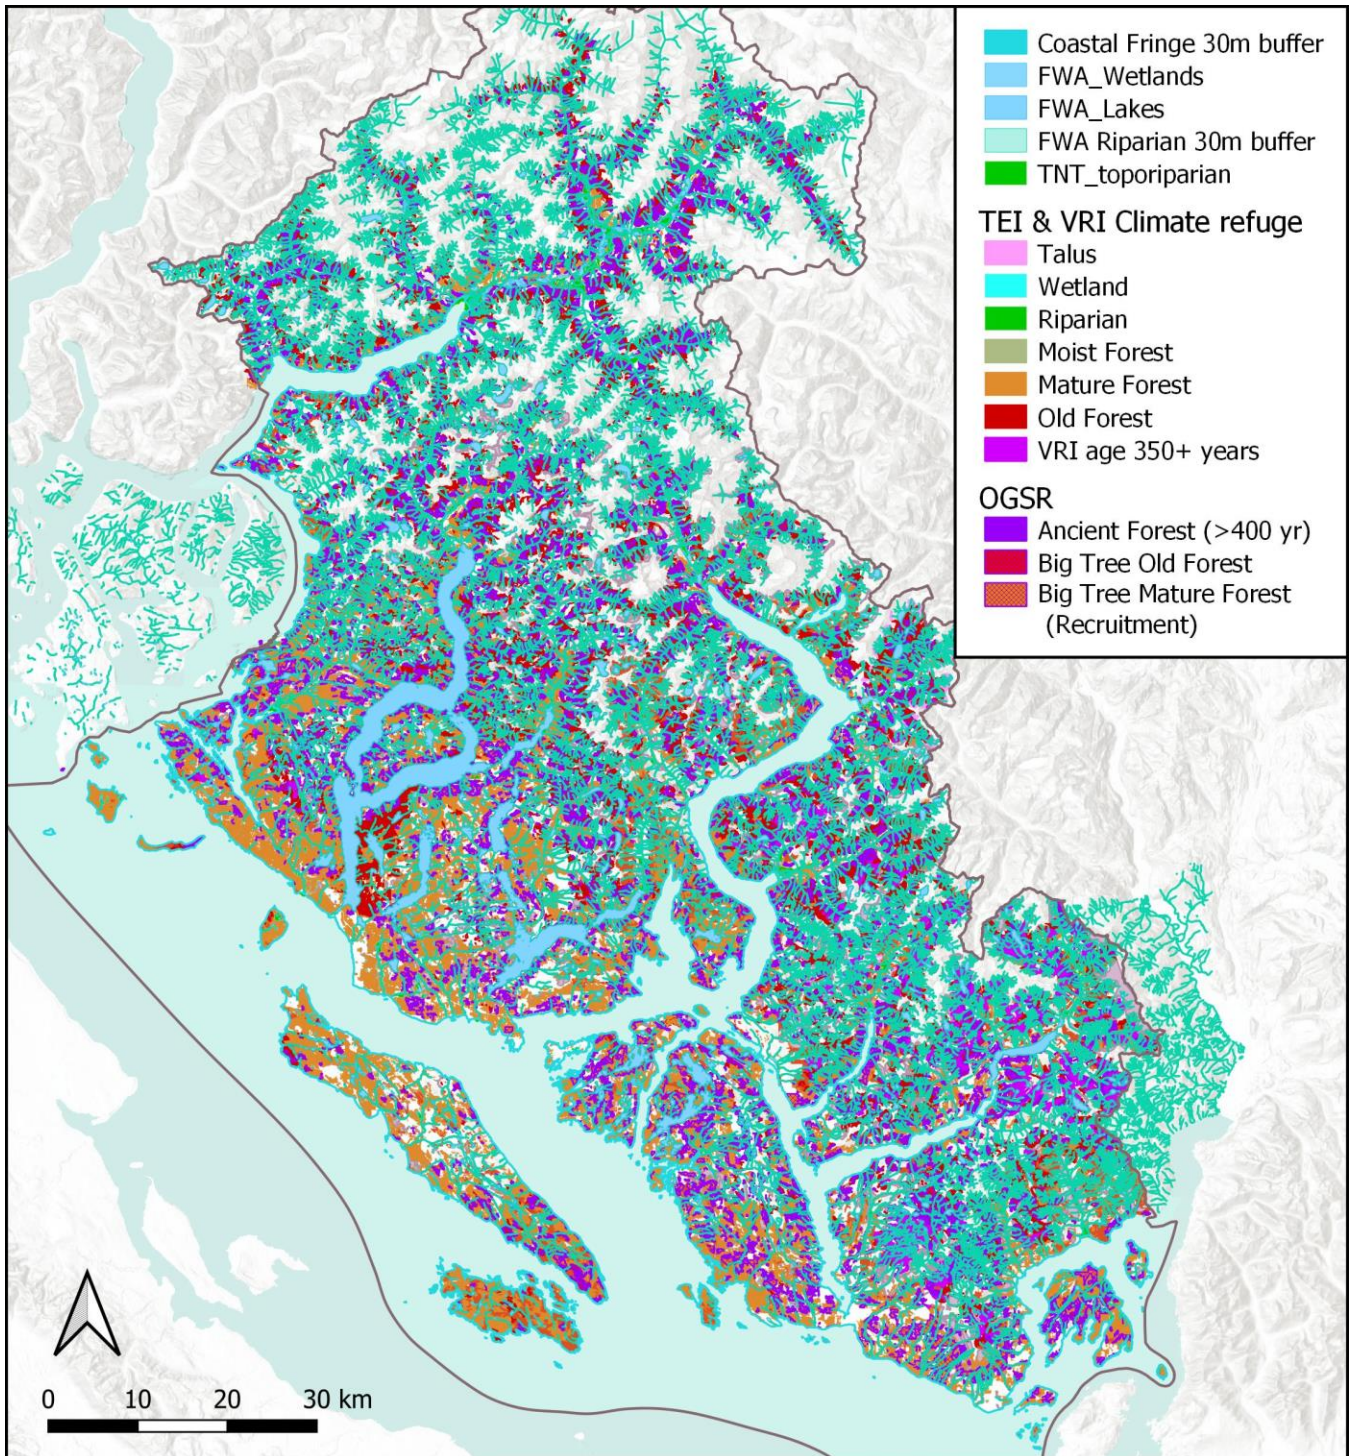 Coastal Fringe 30m buffer
FWA_Wetlands
FWA_Lakes
FWA Riparian 30m buffer
TNT_toporiparian
TEI & VRI Climate refuge
Talus
Wetland
Riparian
Moist Forest
Mature Forest
Old Forest
VRI age 350+ years
OGSR
Ancient Forest (>400 yr)
Big Tree Old Forest
Big Tree Mature Forest
(Recruitment)
0 10 20 30 km